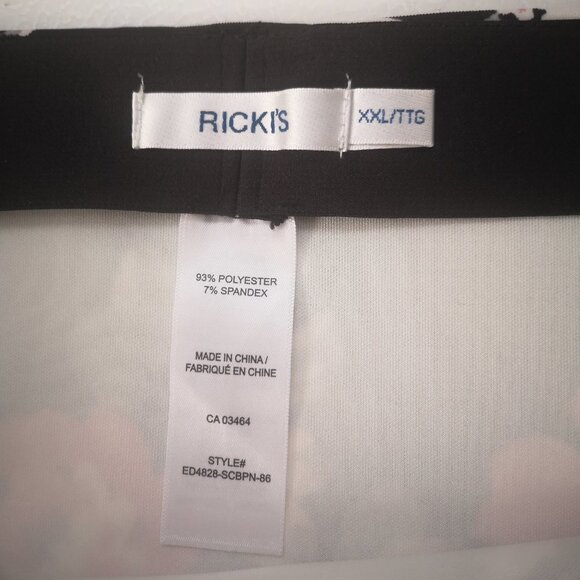 RICKI'S
XXL/TTG
93% POLYESTER
7% SPANDEX
MADE IN CHINA /
FABRIQUÉ EN CHINE
CA 03464
STYLE#
ED4828-SCBPN-86